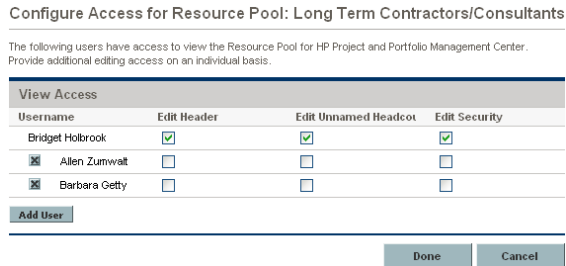 Configure Access for Resource Pool: Long Term Contractors/Consultants
The following users have access to view the Resource Pool for HP Project and Portfolio Management Center.
Provide additional editing access on an individual basis.
View Access
Username Edit Header Edit Unnamed Headcou Edit Security
Bridget Holbrook
Allen Zumwalt
Barbara Getty
Add User
Done Cancel